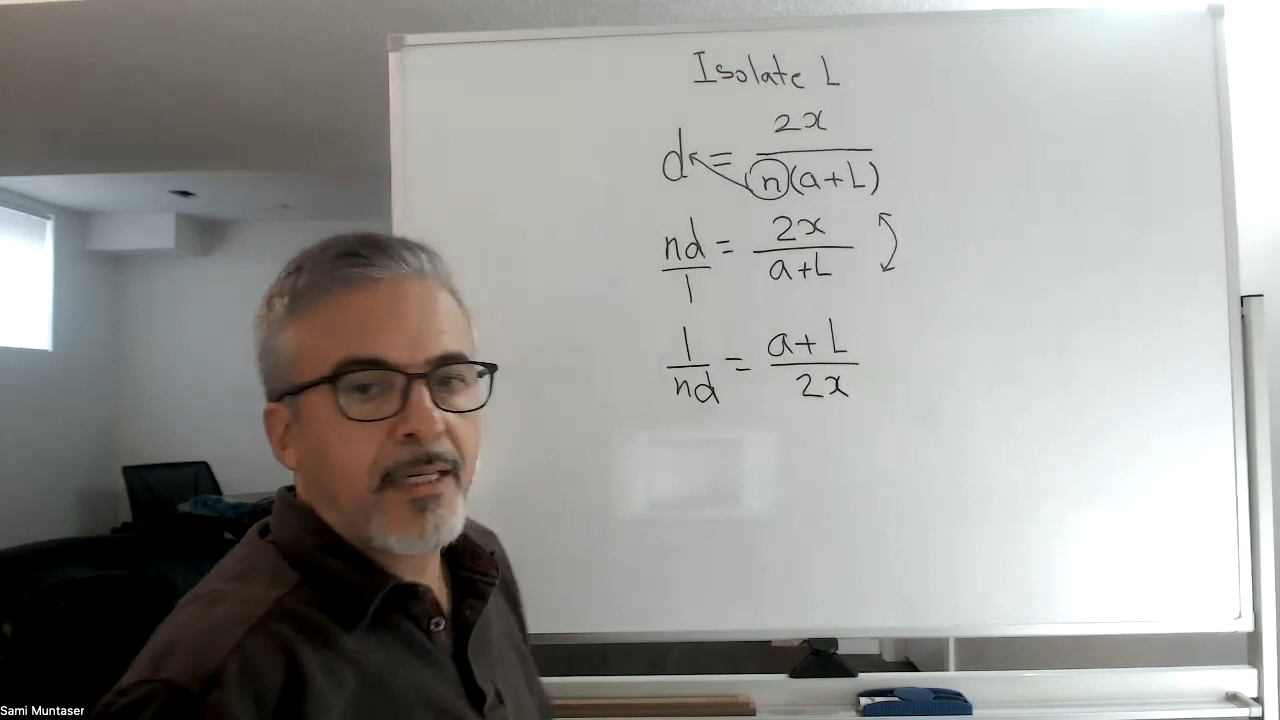 Isolate L
d = 2x / n(a+L)
nd / 1 = 2x / a+L
1 / nd = a+L / 2x
Sami Muntaser